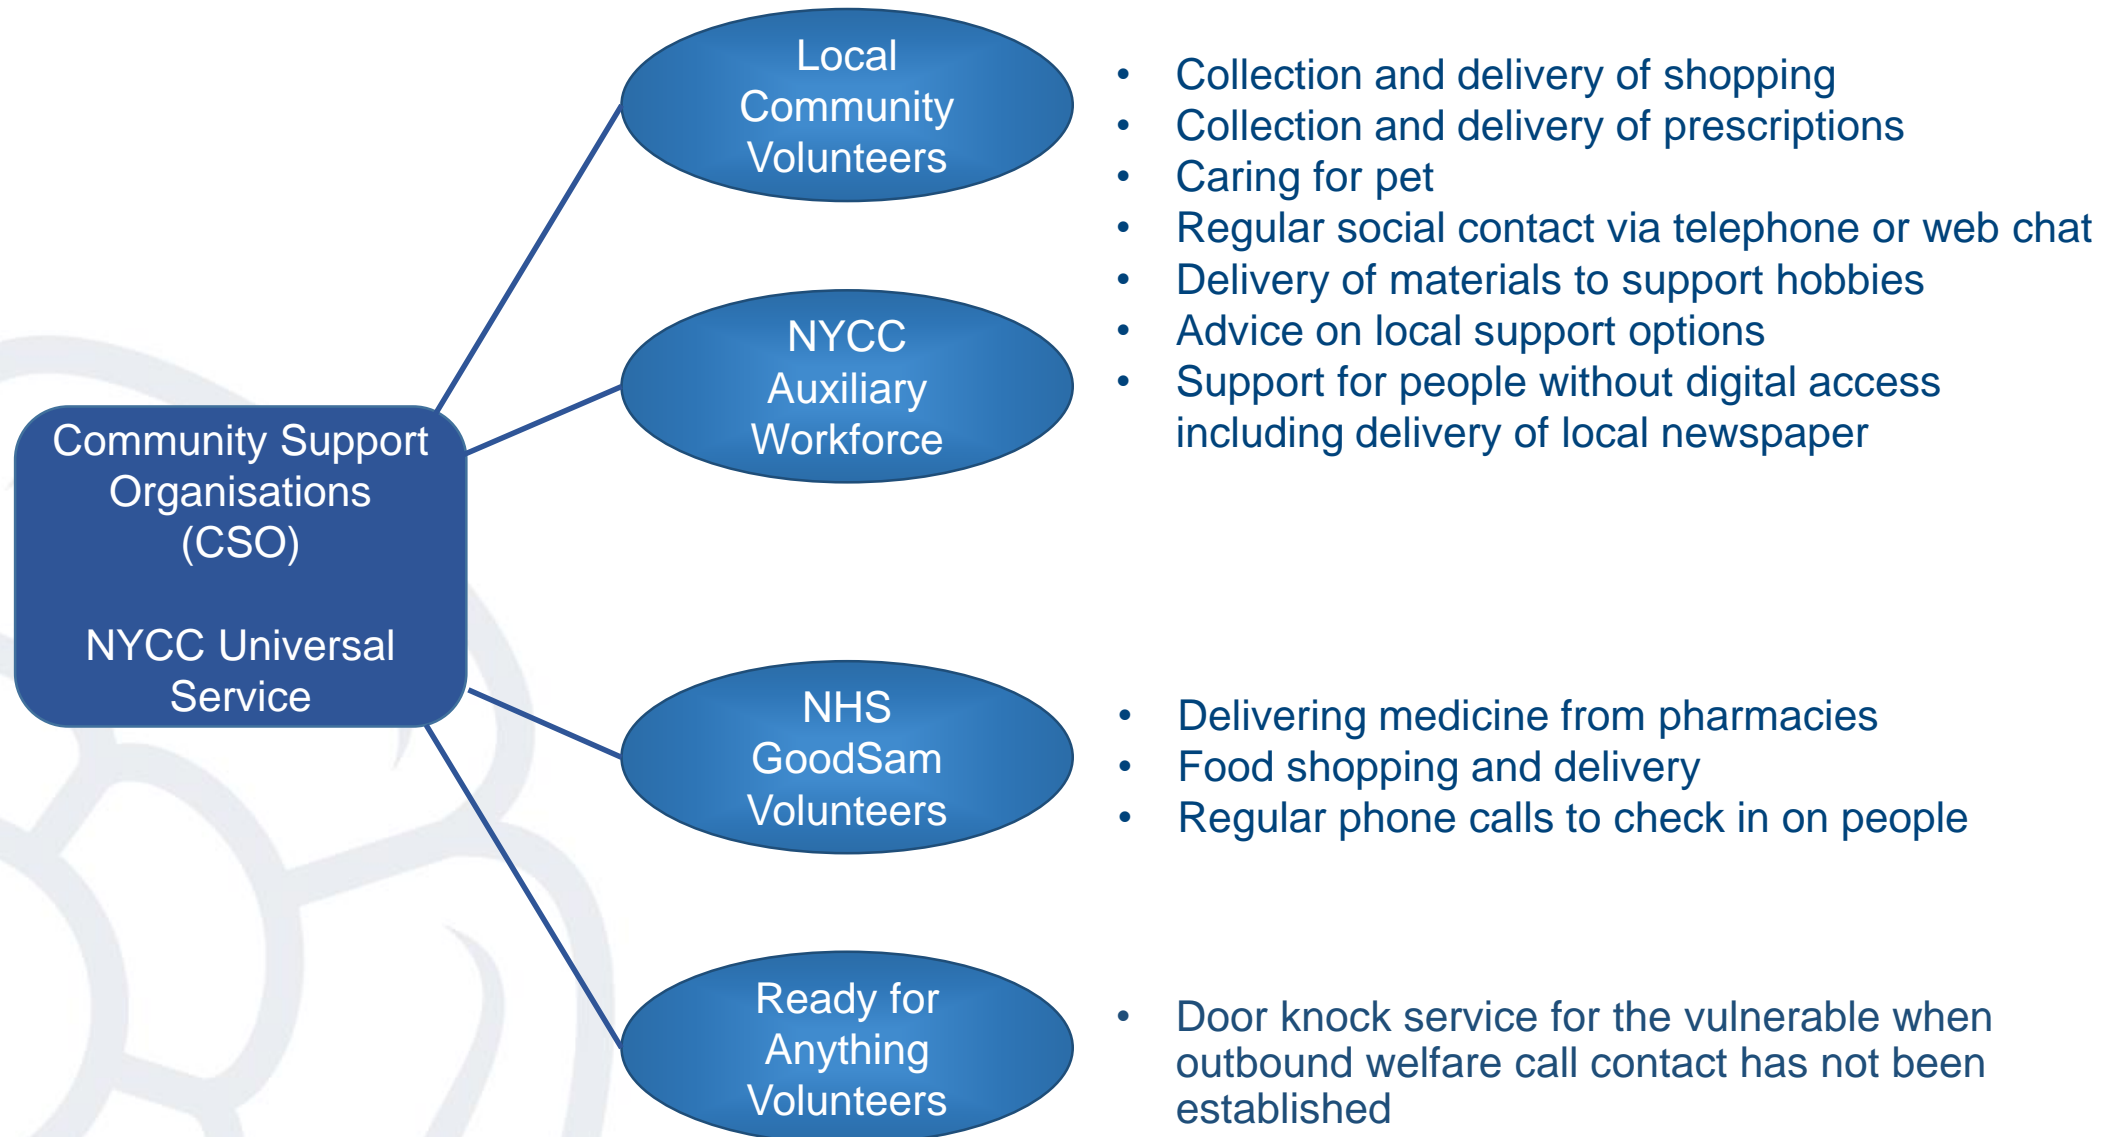 Local
Community
Volunteers
• Collection and delivery of shopping
• Collection and delivery of prescriptions
• Caring for pet
• Regular social contact via telephone or web chat
• Delivery of materials to support hobbies
• Advice on local support options
• Support for people without digital access
including delivery of local newspaper
NYCC
Auxiliary
Workforce
Community Support
Organisations
(CSO)
NYCC Universal
Service
NHS
GoodSam
Volunteers
• Delivering medicine from pharmacies
• Food shopping and delivery
• Regular phone calls to check in on people
Ready for
Anything
Volunteers
• Door knock service for the vulnerable when
outbound welfare call contact has not been
established